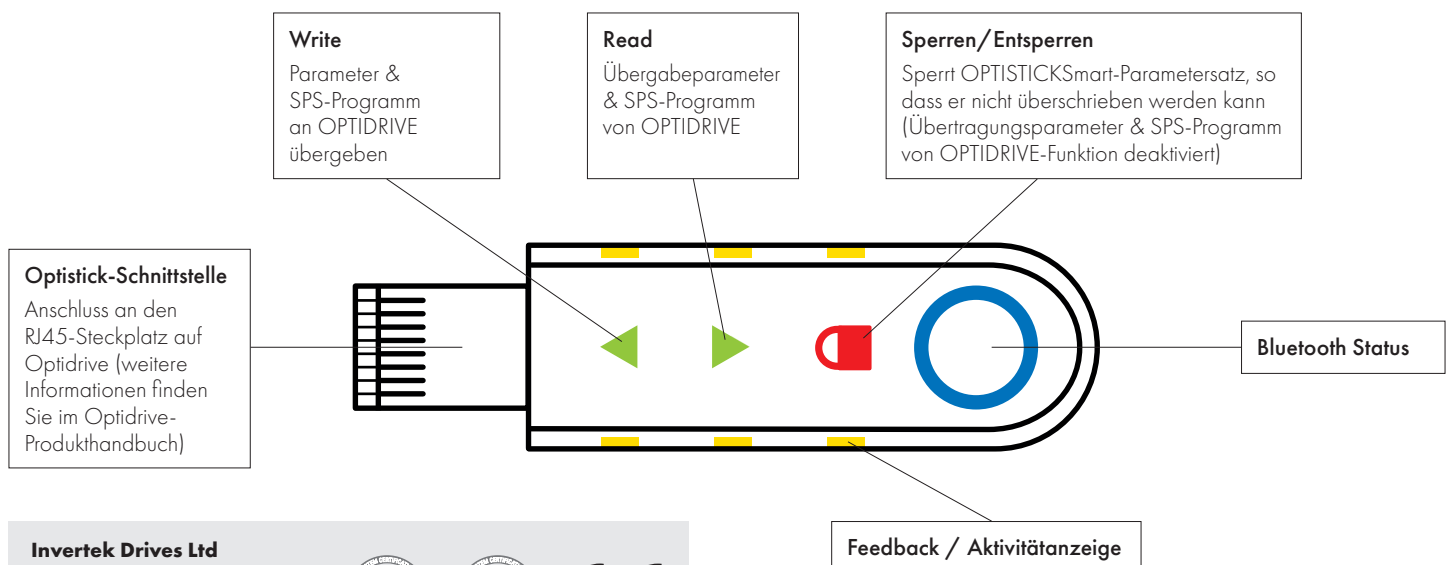 Write
Parameter &
SPS-Programm
an OPTIDRIVE
übergeben
Read
Übergabeparameter
& SPS-Programm
von OPTIDRIVE
Sperren/Entsperren
Sperrt OPTISTICKSmart-Parametersatz, so
dass er nicht überschrieben werden kann
(Übertragungsparameter & SPS-Programm
von OPTIDRIVE-Funktion deaktiviert)
Optistick-Schnittstelle
Anschluss an den
RJ45-Steckplatz auf
Optidrive (weitere
Informationen finden
Sie im Optidrive-
Produkthandbuch)
Bluetooth Status
Invertek Drives Ltd
Feedback / Aktivitätanzeige